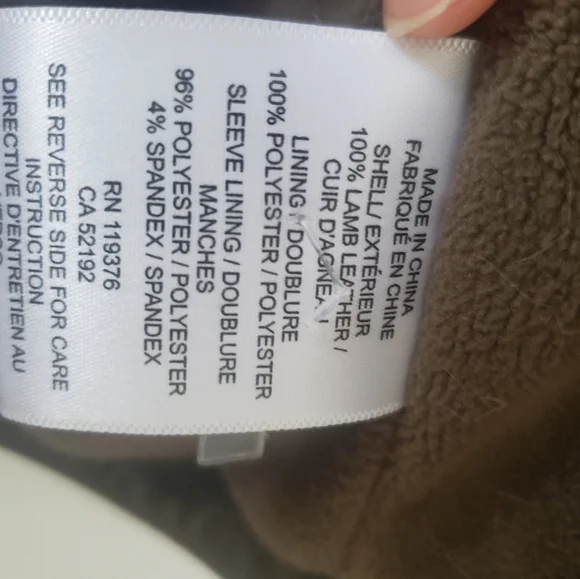 MADE IN CHINA
FABRIQUÉ EN CHINE
SHELL/ EXTÉRIEUR
100% LAMB LEATHER /
CUIR D'AGNEAU
LINING / DOUBLURE
100% POLYESTER / POLYESTER
SLEEVE LINING / DOUBLURE
MANCHES
96% POLYESTER / POLYESTER
4% SPANDEX / SPANDEX
RN 119376
CA 52192
SEE REVERSE SIDE FOR CARE
INSTRUCTION
DIRECTIVE D'ENTRETIEN AU